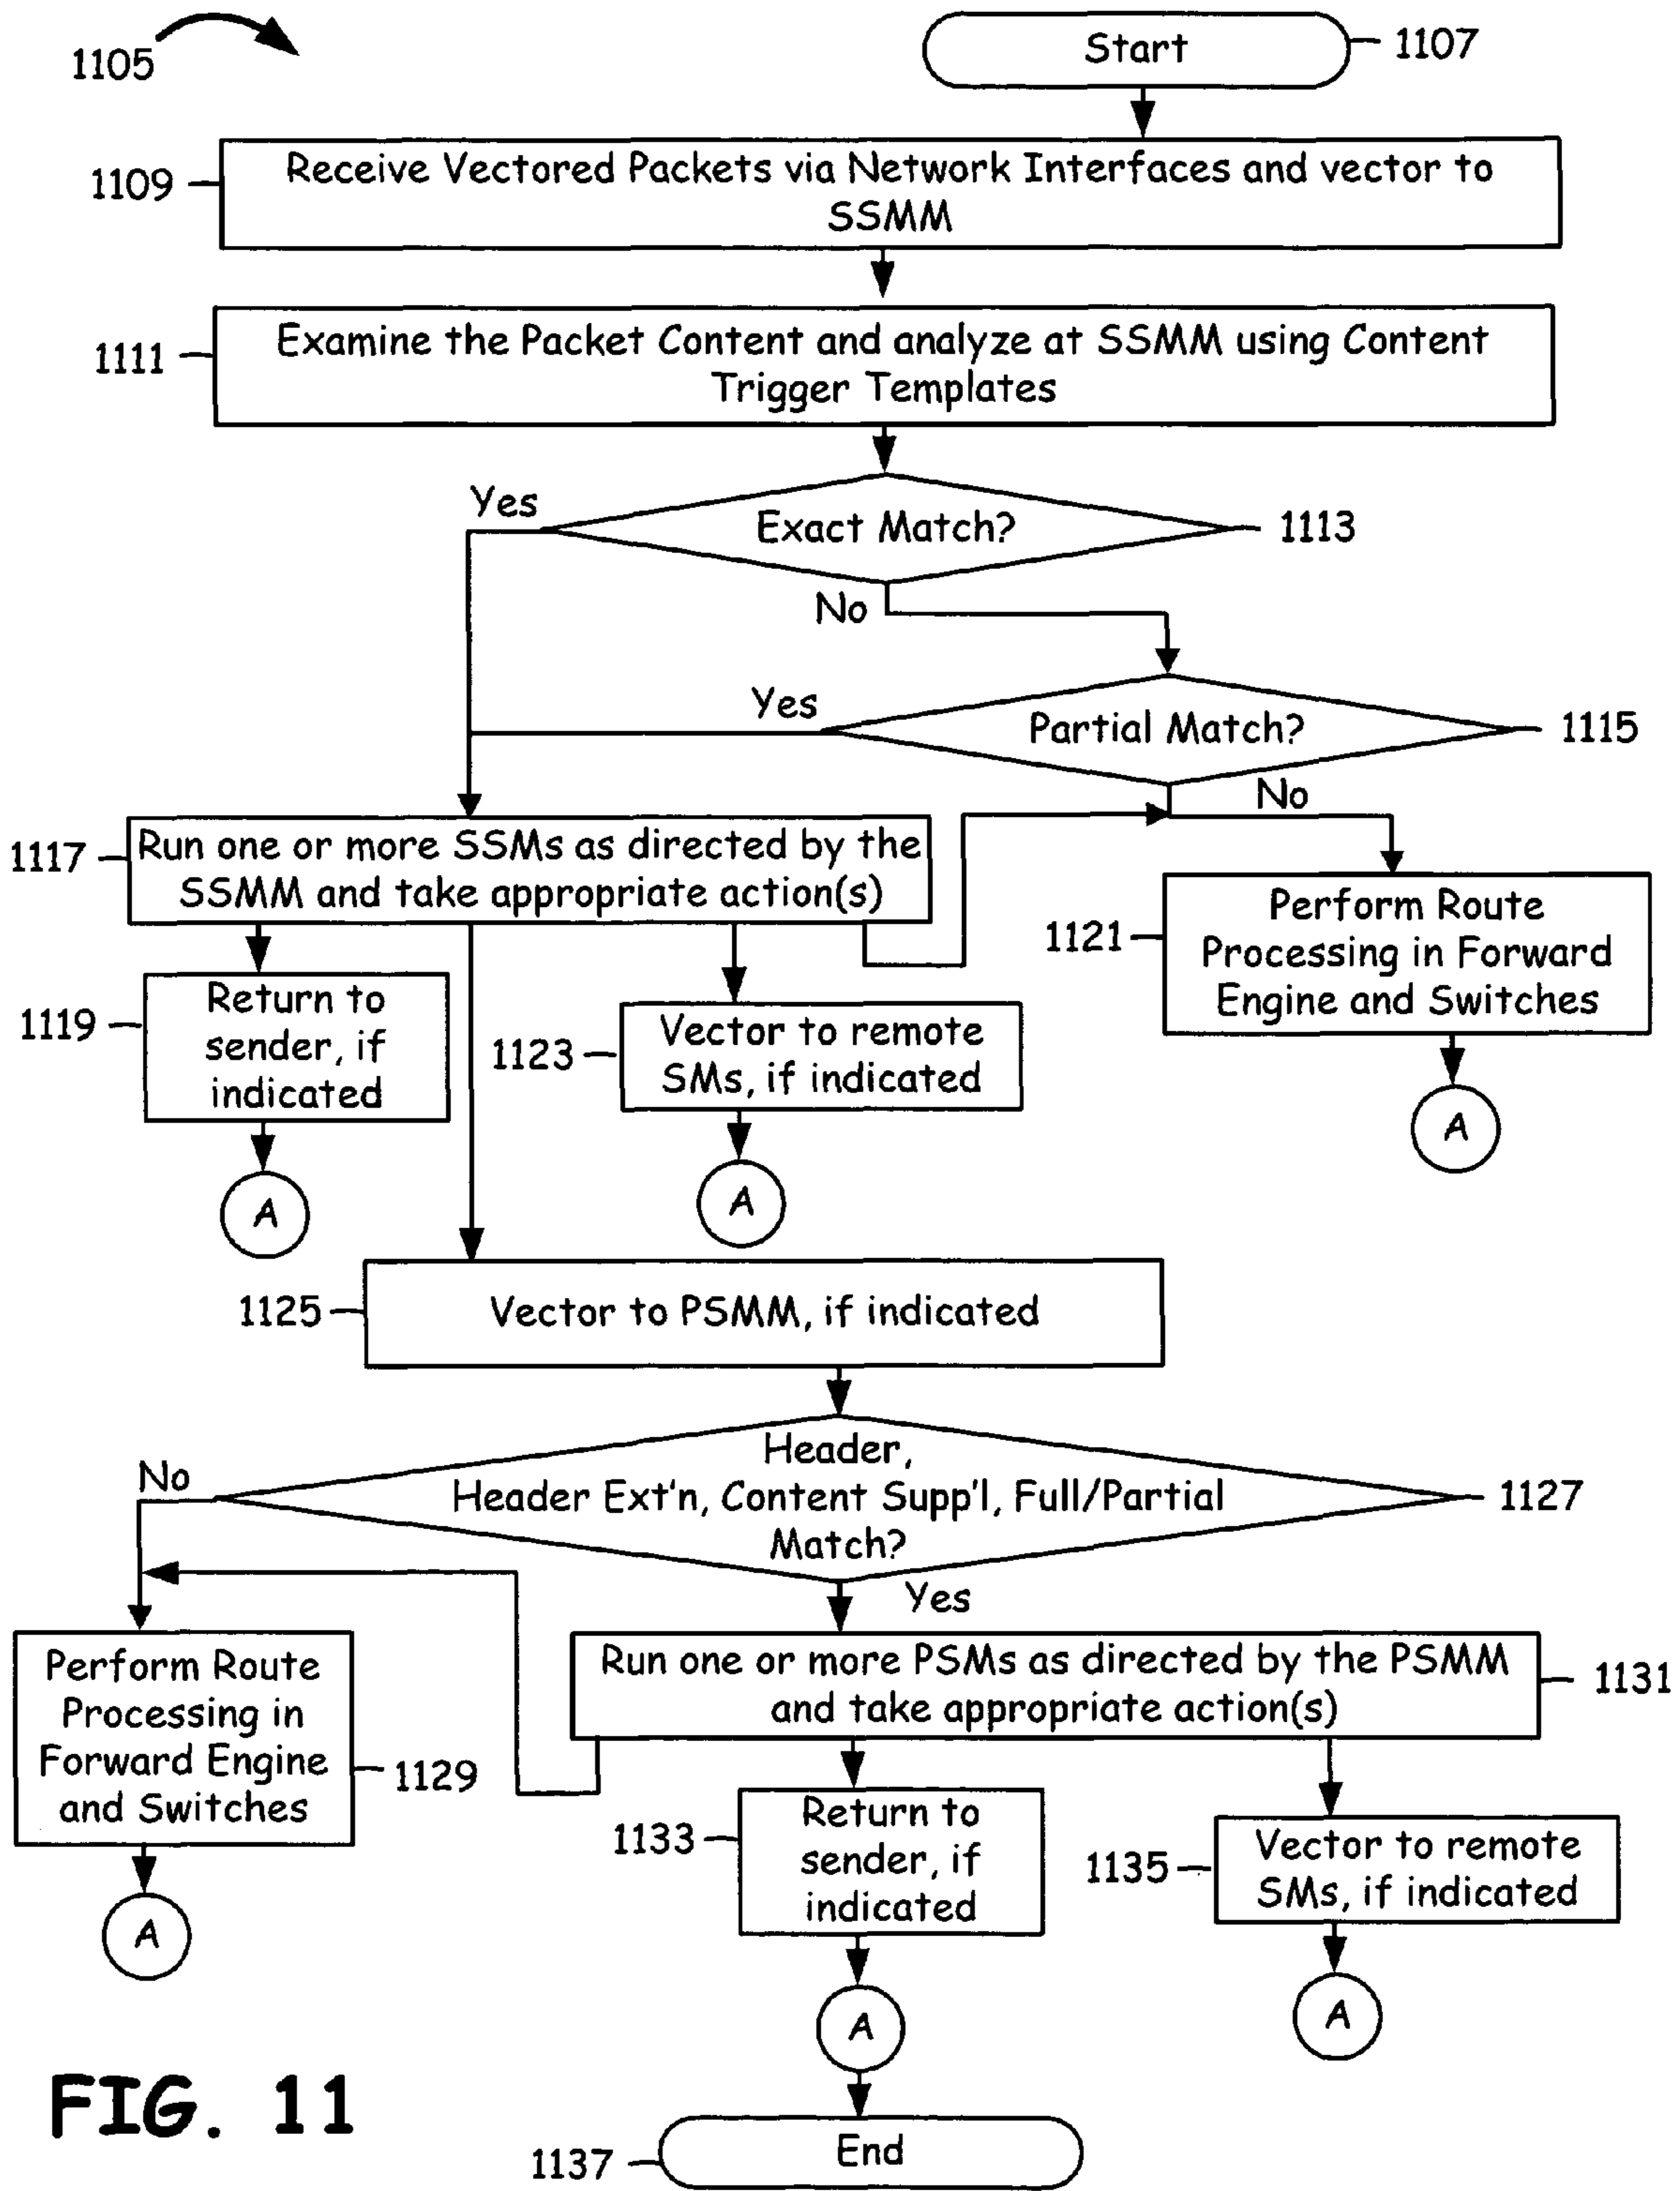 1105
Start
1107
1109
Receive Vectored Packets via Network Interfaces and vector to
SSMM
1111
Examine the Packet Content and analyze at SSMM using Content
Trigger Templates
Yes
Exact Match?
1113
No
Yes
Partial Match?
1115
No
1117
Run one or more SSMs as directed by the
SSMM and take appropriate action(s)
1121
Perform Route
Processing in Forward
Engine and Switches
A
1119
Return to
sender, if
indicated
A
1123
Vector to remote
SMs, if indicated
A
1125
Vector to PSMM, if indicated
Header,
Header Ext'n, Content Supp'l, Full/Partial
Match?
1127
No
Yes
Perform Route
Processing in
Forward Engine
and Switches
1129
A
Run one or more PSMs as directed by the PSMM
and take appropriate action(s)
1131
1133
Return to
sender, if
indicated
A
1135
Vector to remote
SMs, if indicated
A
FIG. 11
1137
End